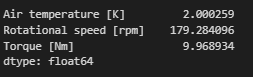 Air temperature [K] 2.000259
Rotational speed [rpm] 179.284096
Torque [Nm] 9.968934
dtype: float64